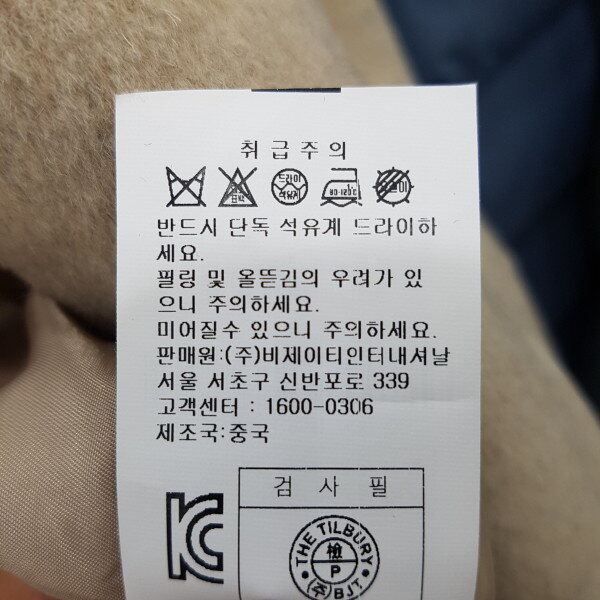 취급주의
표백
드라이
석유계
80-120℃
반드시 단독 석유계 드라이하
세요.
필링 및 올뜯김의 우려가 있
으니 주의하세요.
미어질수 있으니 주의하세요.
판매원:(주)비제이티인터내셔날
서울 서초구 신반포로 339
고객센터 : 1600-0306
제조국:중국
검 사 필
THE TILBURY
檢
P
(주)BJT